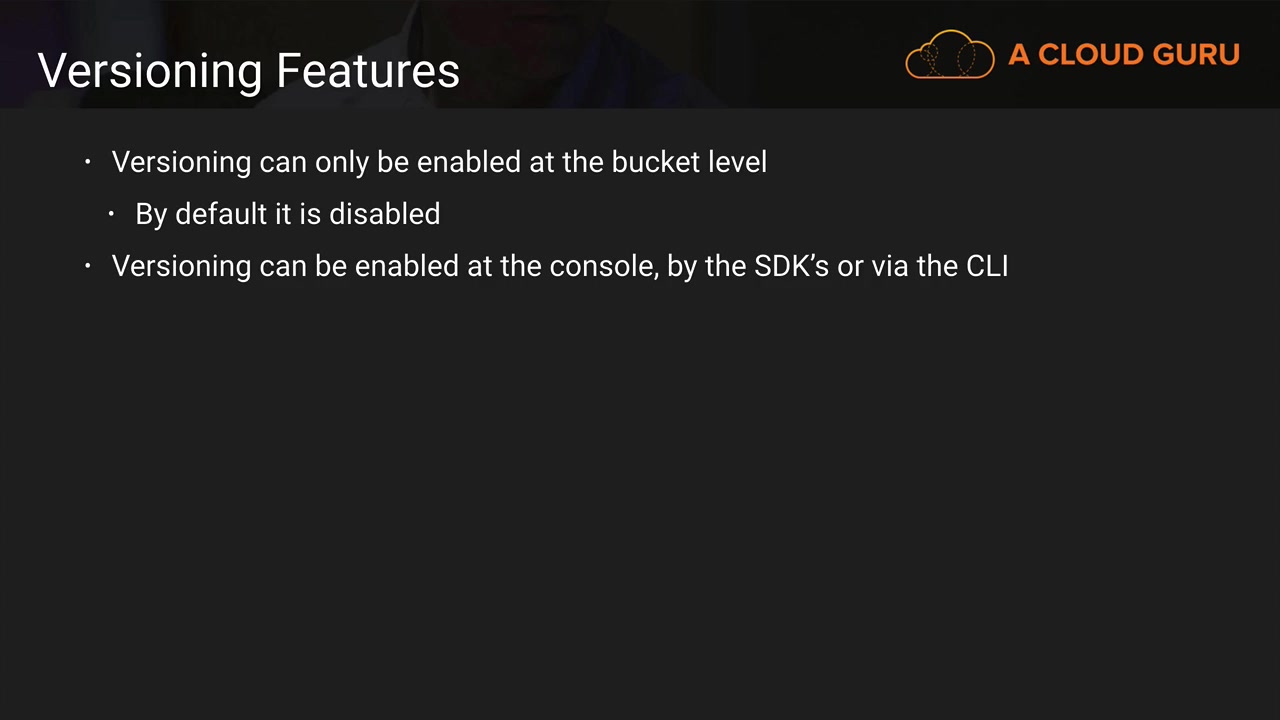 Versioning Features
A CLOUD GURU
· Versioning can only be enabled at the bucket level
· By default it is disabled
· Versioning can be enabled at the console, by the SDK’s or via the CLI